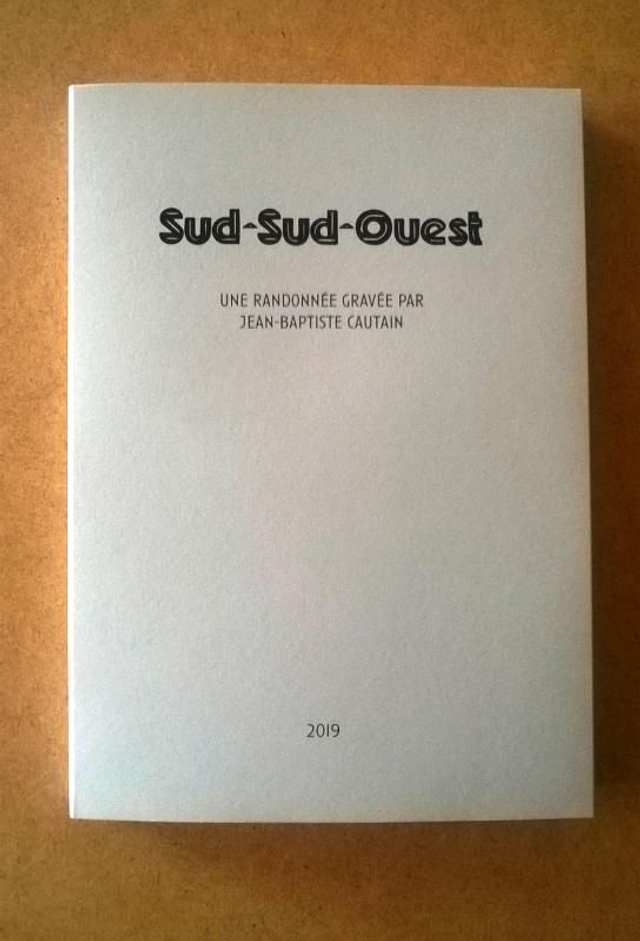 Sud-Sud-Ouest
UNE RANDONNÉE GRAVÉE PAR
JEAN-BAPTISTE CAUTAIN
2019